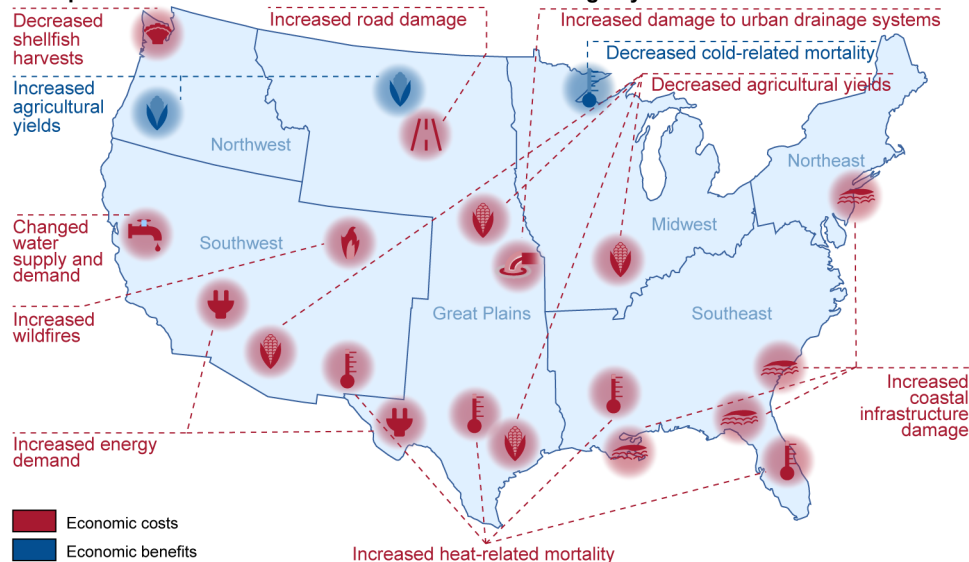 Decreased
shellfish
harvests
Increased road damage
Increased damage to urban drainage systems
Decreased cold-related mortality
Decreased agricultural yields
Increased
agricultural
yields
Northwest
Northeast
Changed
water
supply and
demand
Southwest
Midwest
Increased
wildfires
Great Plains
Southeast
Increased
coastal
infrastructure
damage
Increased energy
demand
Economic costs
Economic benefits
Increased heat-related mortality